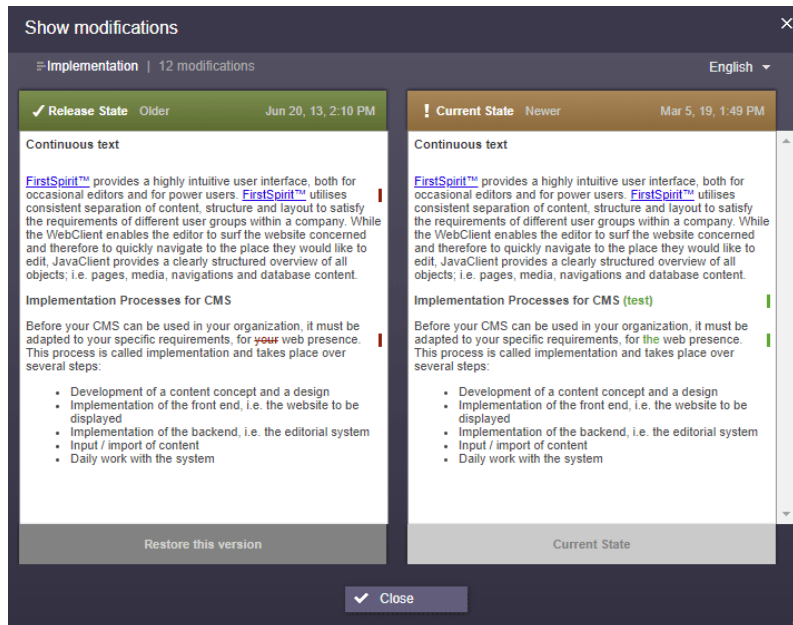 Show modifications
Implementation | 12 modifications
English
Release State Older Jun 20, 13, 2:10 PM
Continuous text
FirstSpirit™ provides a highly intuitive user interface, both for
occasional editors and for power users. FirstSpirit™ utilises
consistent separation of content, structure and layout to satisfy
the requirements of different user groups within a company. While
the WebClient enables the editor to surf the website concerned
and therefore to quickly navigate to the place they would like to
edit, JavaClient provides a clearly structured overview of all
objects; i.e. pages, media, navigations and database content.
Implementation Processes for CMS
Before your CMS can be used in your organization, it must be
adapted to your specific requirements, for your web presence.
This process is called implementation and takes place over
several steps:
• Development of a content concept and a design
• Implementation of the front end, i.e. the website to be
displayed
• Implementation of the backend, i.e. the editorial system
• Input / import of content
• Daily work with the system
Restore this version
! Current State Newer Mar 5, 19, 1:49 PM
Continuous text
FirstSpirit™ provides a highly intuitive user interface, both for
occasional editors and for power users. FirstSpirit™ utilises
consistent separation of content, structure and layout to satisfy
the requirements of different user groups within a company. While
the WebClient enables the editor to surf the website concerned
and therefore to quickly navigate to the place they would like to
edit, JavaClient provides a clearly structured overview of all
objects; i.e. pages, media, navigations and database content.
Implementation Processes for CMS (test)
Before your CMS can be used in your organization, it must be
adapted to your specific requirements, for the web presence.
This process is called implementation and takes place over
several steps:
• Development of a content concept and a design
• Implementation of the front end, i.e. the website to be
displayed
• Implementation of the backend, i.e. the editorial system
• Input / import of content
• Daily work with the system
Current State
Close